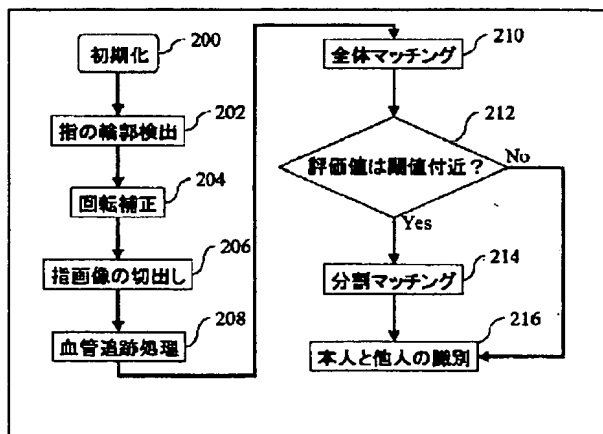 初期化
200
指の輪郭検出
202
回転補正
204
指画像の切出し
206
血管追跡処理
208
全体マッチング
210
評価値は閾値付近？
212
No
Yes
分割マッチング
214
本人と他人の識別
216